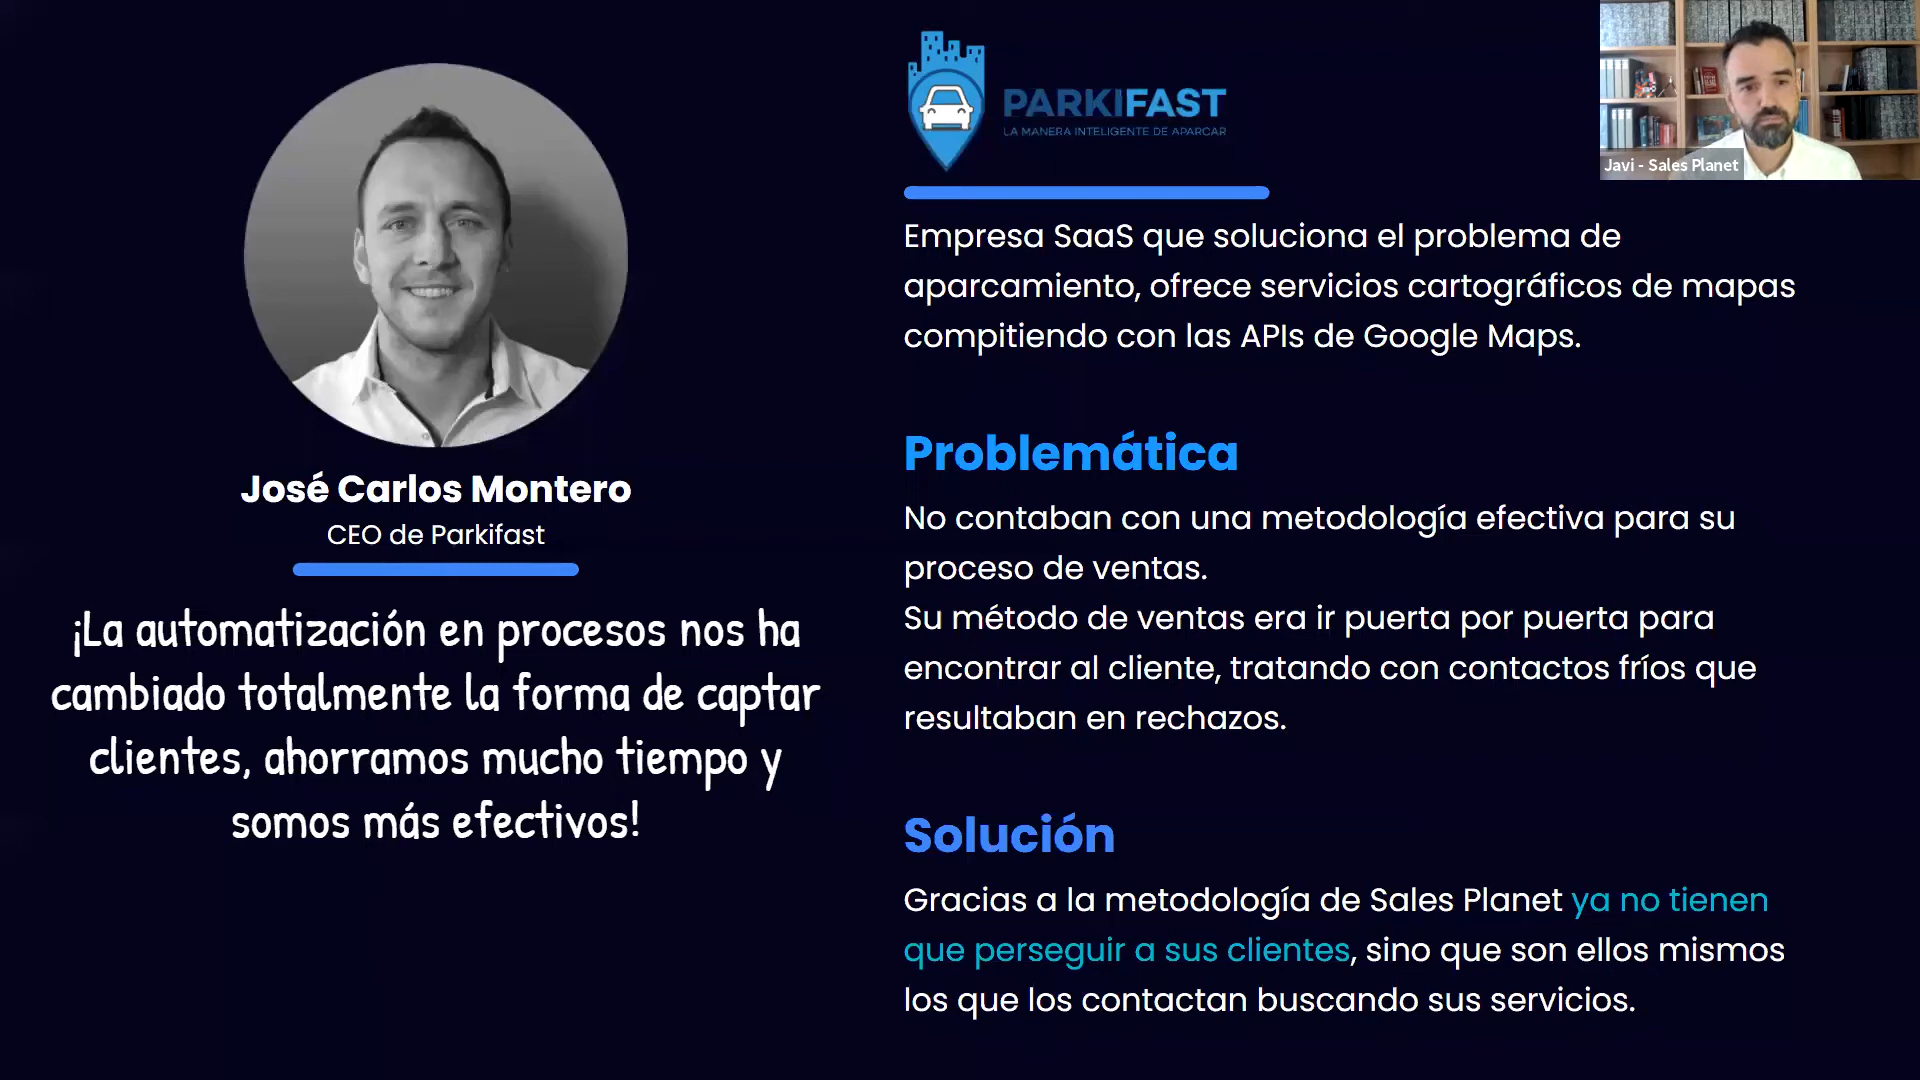 PARKIFAST
LA MANERA INTELIGENTE DE APARCAR
Javi - Sales Planet
Empresa SaaS que soluciona el problema de
aparcamiento, ofrece servicios cartográficos de mapas
compitiendo con las APIs de Google Maps.
José Carlos Montero
CEO de Parkifast
¡La automatización en procesos nos ha
cambiado totalmente la forma de captar
clientes, ahorramos mucho tiempo y
somos más efectivos!
Problemática
No contaban con una metodología efectiva para su
proceso de ventas.
Su método de ventas era ir puerta por puerta para
encontrar al cliente, tratando con contactos fríos que
resultaban en rechazos.
Solución
Gracias a la metodología de Sales Planet ya no tienen
que perseguir a sus clientes, sino que son ellos mismos
los que los contactan buscando sus servicios.